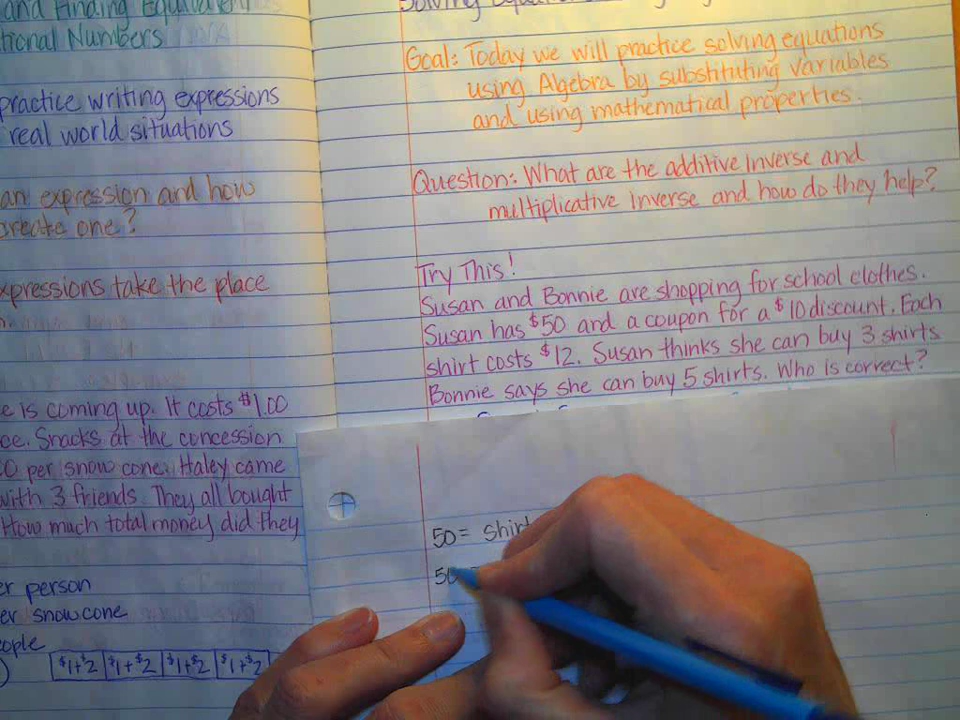 and Finding
tional Numbers
practice writing expressions
real world situations
an expression and how
create one?
expressions take the place
e is coming up. It costs $1.00
ce. Snacks at the concession
0 per snow cone. Haley came
with 3 friends. They all bought
How much total money did they
er person
er snowcone
ople
$1+$2 $1+$2 $1+$2 $1+$2
Goal: Today we will practice solving equations
using Algebra by substituting variables
and using mathematical properties.
Question: What are the additive inverse and
multiplicative inverse and how do they help?
Try This!
Susan and Bonnie are shopping for school clothes.
Susan has $50 and a coupon for a $10 discount. Each
shirt costs $12. Susan thinks she can buy 3 shirts
Bonnie says she can buy 5 shirts. Who is correct?
50 = shirt
50